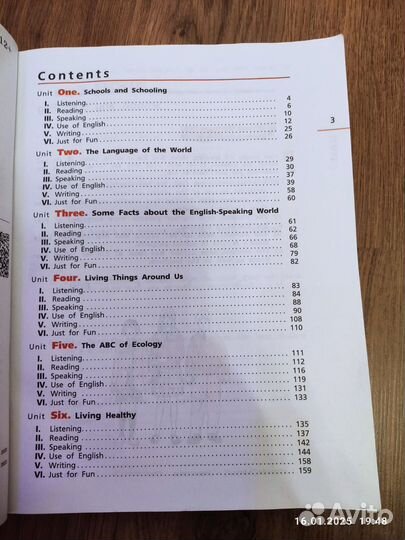 12+
Contents
3
Unit One. Schools and Schooling
I. Listening 4
II. Reading 6
III. Speaking 10
IV. Use of English 12
V. Writing 25
VI. Just for Fun 26
Unit Two. The Language of the World
I. Listening 29
II. Reading 30
III. Speaking 37
IV. Use of English 39
V. Writing 58
VI. Just for Fun 60
Unit Three. Some Facts about the English-Speaking World
I. Listening 61
II. Reading 62
III. Speaking 66
IV. Use of English 68
V. Writing 79
VI. Just for Fun 82
Unit Four. Living Things Around Us
I. Listening 83
II. Reading 84
III. Speaking 88
IV. Use of English 90
V. Writing 108
VI. Just for Fun 110
Unit Five. The ABC of Ecology
I. Listening 111
II. Reading 112
III. Speaking 116
IV. Use of English 119
V. Writing 131
VI. Just for Fun 133
Unit Six. Living Healthy
I. Listening 135
II. Reading 137
III. Speaking 142
IV. Use of English 144
V. Writing 158
VI. Just for Fun 159
Avito
16.01.2025 19:48